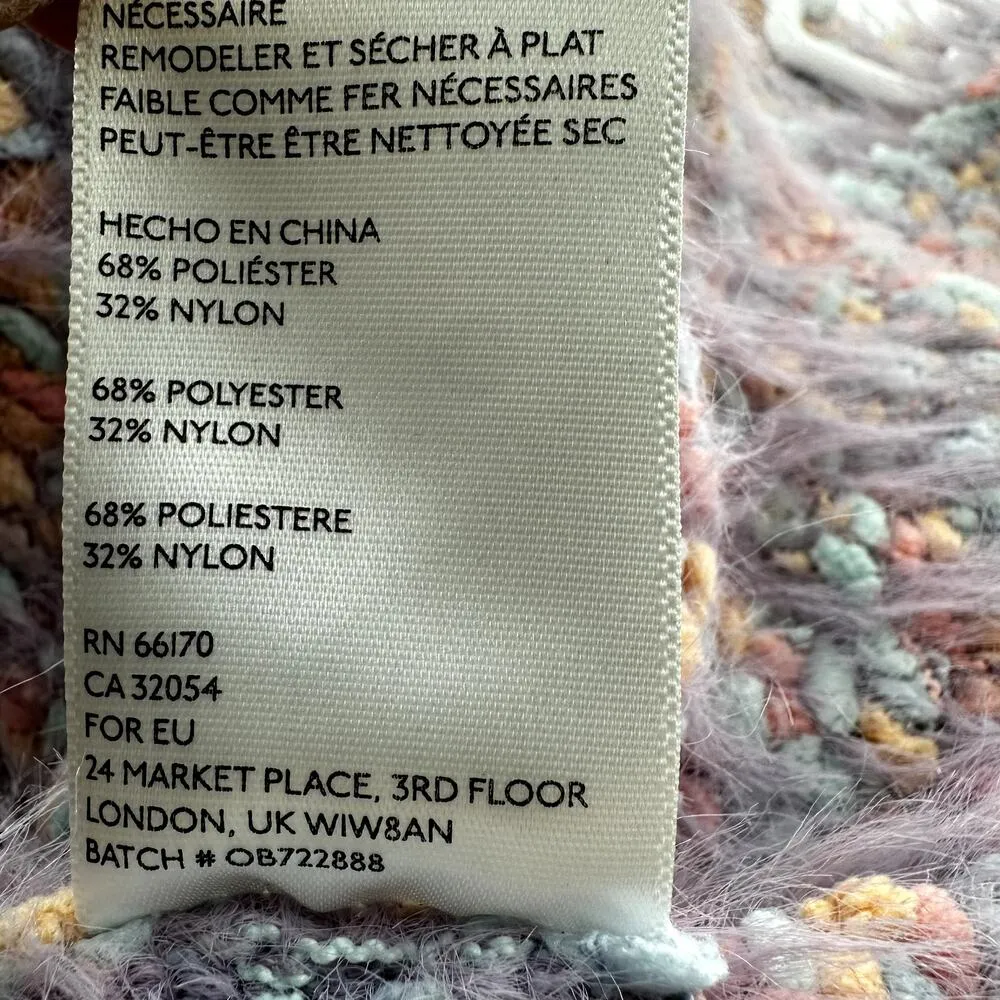 NÉCESSAIRE
REMODELER ET SÉCHER À PLAT
FAIBLE COMME FER NÉCESSAIRES
PEUT-ÊTRE ÊTRE NETTOYÉE SEC
HECHO EN CHINA
68% POLIÉSTER
32% NYLON
68% POLYESTER
32% NYLON
68% POLIESTERE
32% NYLON
RN 66170
CA 32054
FOR EU
24 MARKET PLACE, 3RD FLOOR
LONDON, UK WIW8AN
BATCH # OB722888